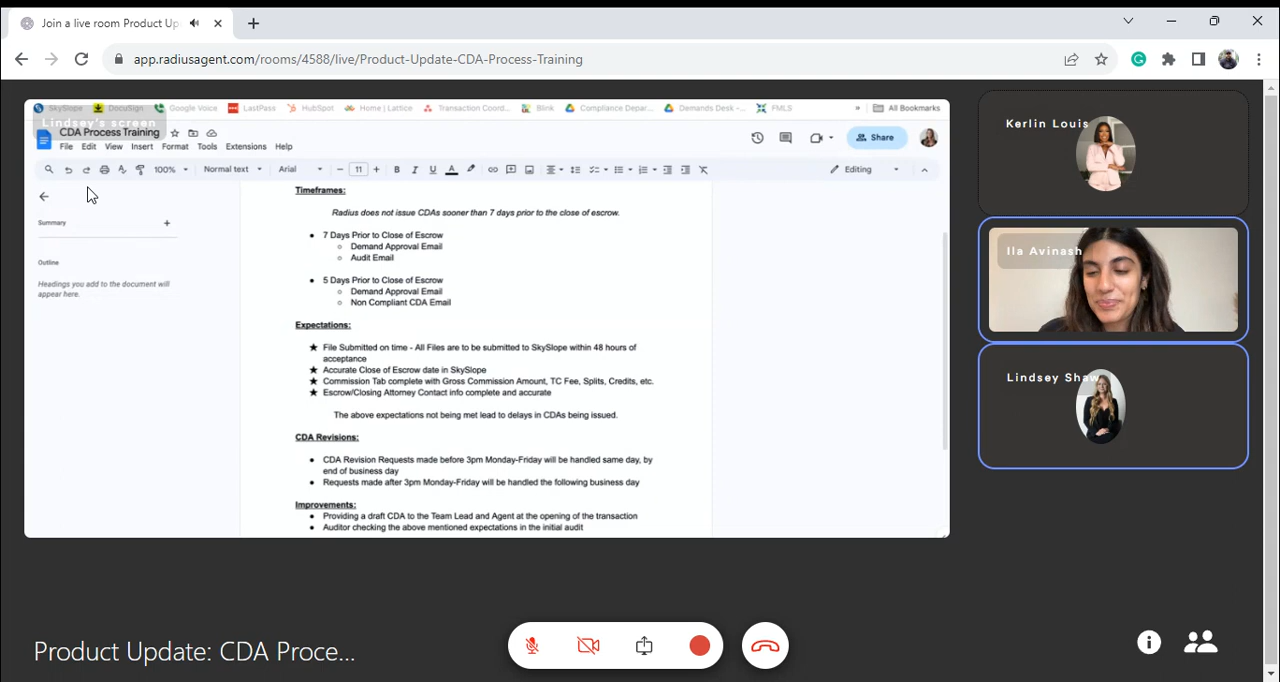 Join a live room Product Up
app.radiusagent.com/rooms/4588/live/Product-Update-CDA-Process-Training
SkySlope DocuSign Google Voice LastPass HubSpot Home | Lattice Transaction Coord... Blink Compliance Depar... Demands Desk -... FMLS » All Bookmarks
Lindsey's screen
CDA Process Training
File Edit View Insert Format Tools Extensions Help
Share
100% Normal text Arial 11 B I U A Editing
Summary
Outline
Headings you add to the document will
appear here.
Timeframes:
Radius does not issue CDAs sooner than 7 days prior to the close of escrow.
7 Days Prior to Close of Escrow
Demand Approval Email
Audit Email
5 Days Prior to Close of Escrow
Demand Approval Email
Non Compliant CDA Email
Expectations:
★ File Submitted on time - All Files are to be submitted to SkySlope within 48 hours of
acceptance
★ Accurate Close of Escrow date in SkySlope
★ Commission Tab complete with Gross Commission Amount, TC Fee, Splits, Credits, etc.
★ Escrow/Closing Attorney Contact info complete and accurate
The above expectations not being met lead to delays in CDAs being issued.
CDA Revisions:
CDA Revision Requests made before 3pm Monday-Friday will be handled same day, by
end of business day
Requests made after 3pm Monday-Friday will be handled the following business day
Improvements:
Providing a draft CDA to the Team Lead and Agent at the opening of the transaction
Auditor checking the above mentioned expectations in the initial audit
Kerlin Louis
Ila Avinash
Lindsey Shaw
Product Update: CDA Proce...